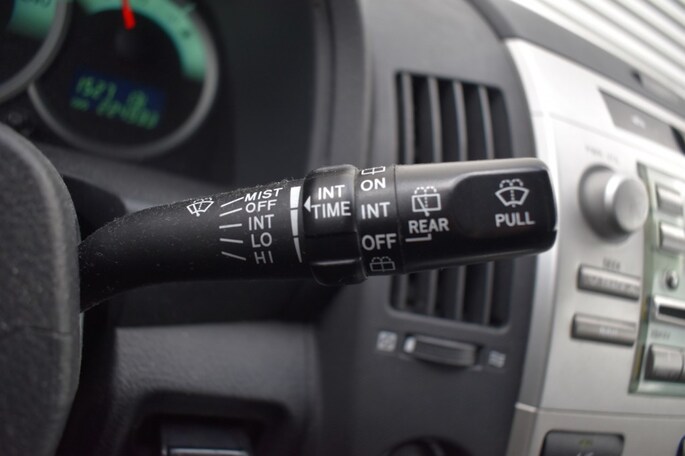 MIST
OFF
INT
LO
HI
INT
TIME
ON
INT
OFF
REAR
PULL